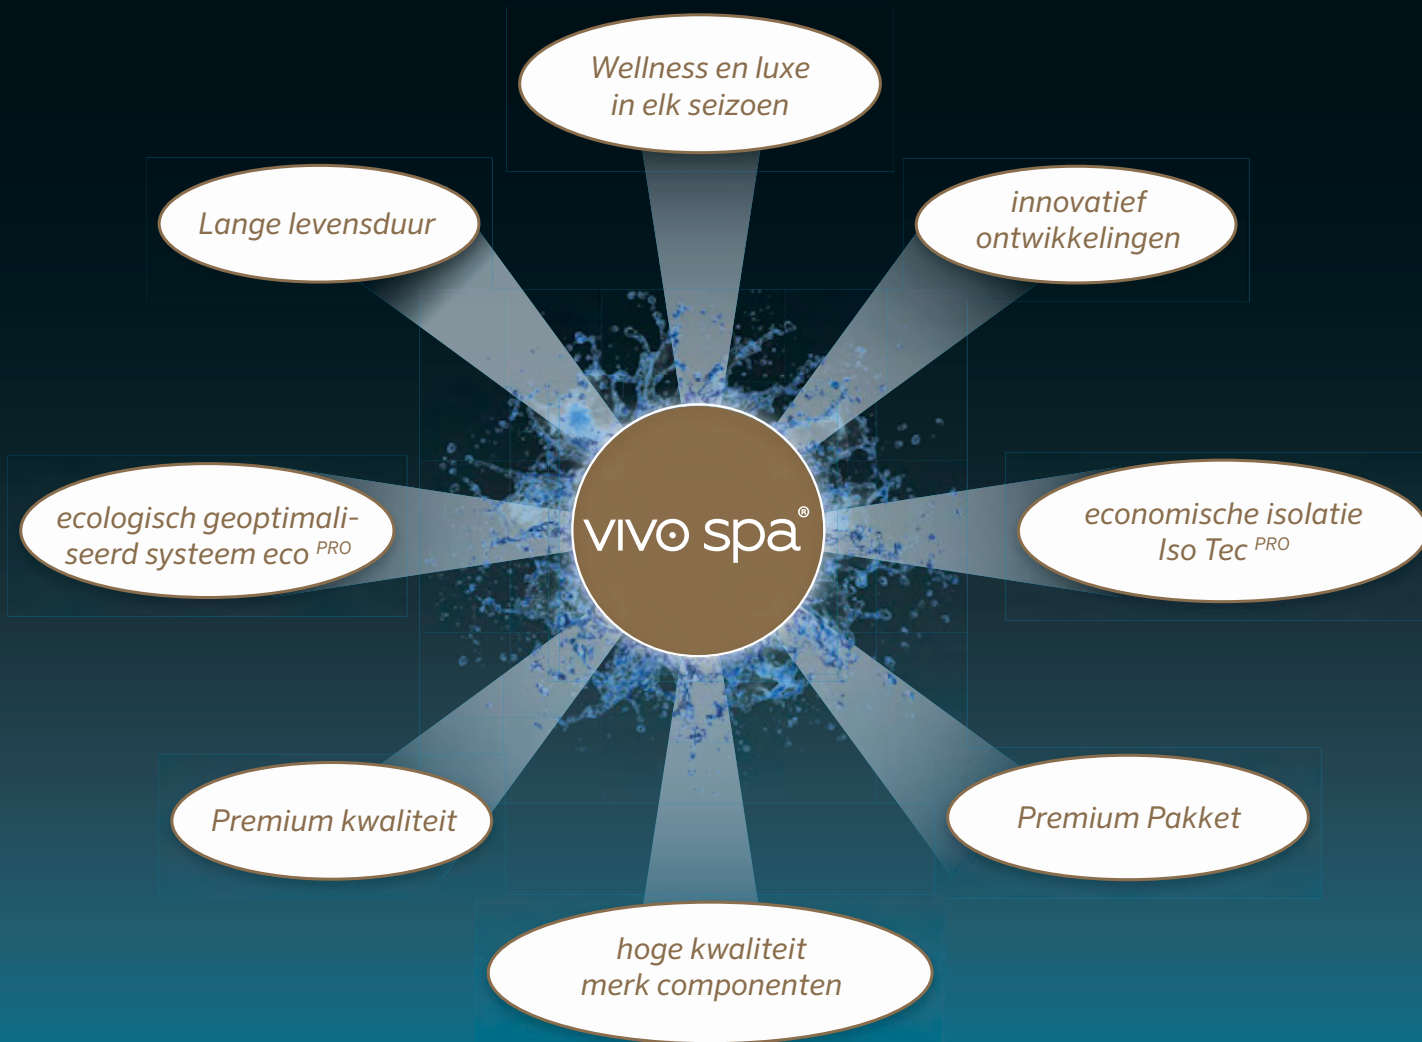 Wellness en luxe
in elk seizoen
Lange levensduur
innovatief
ontwikkelingen
ecologisch geoptimali-
seerd systeem eco PRO
vivo spa®
economische isolatie
Iso Tec PRO
Premium kwaliteit
Premium Pakket
hoge kwaliteit
merk componenten